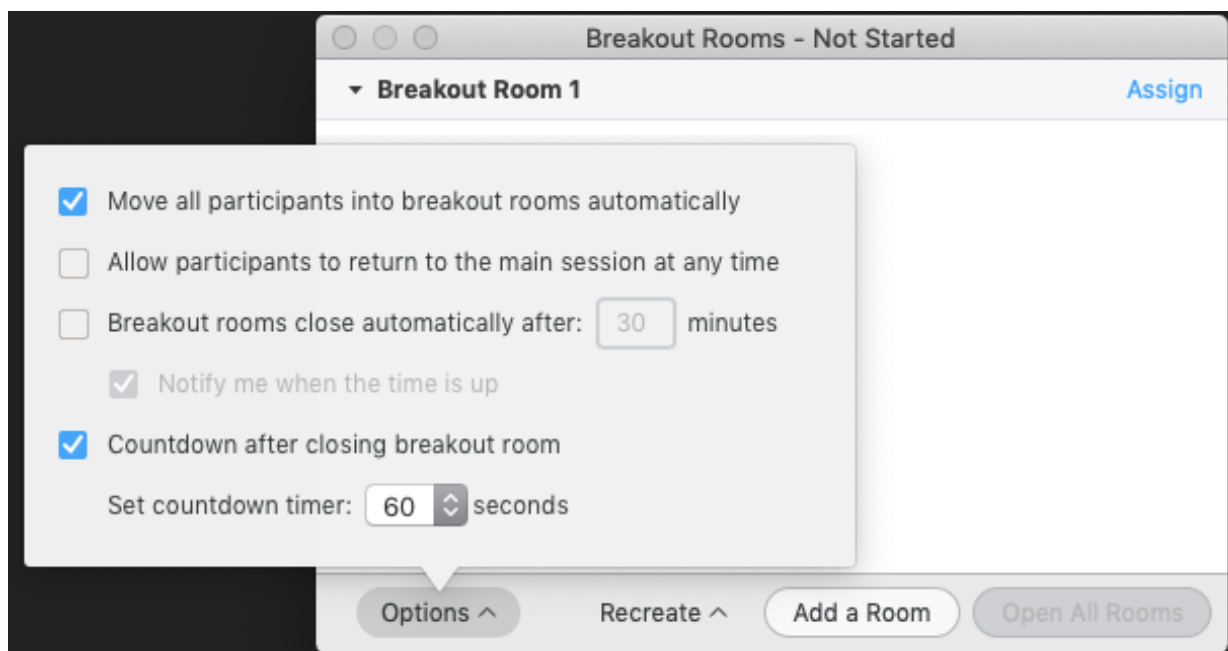 Breakout Rooms - Not Started
Breakout Room 1 Assign
Move all participants into breakout rooms automatically
Allow participants to return to the main session at any time
Breakout rooms close automatically after: 30 minutes
Notify me when the time is up
Countdown after closing breakout room
Set countdown timer: 60 seconds
Options Recreate Add a Room Open All Rooms